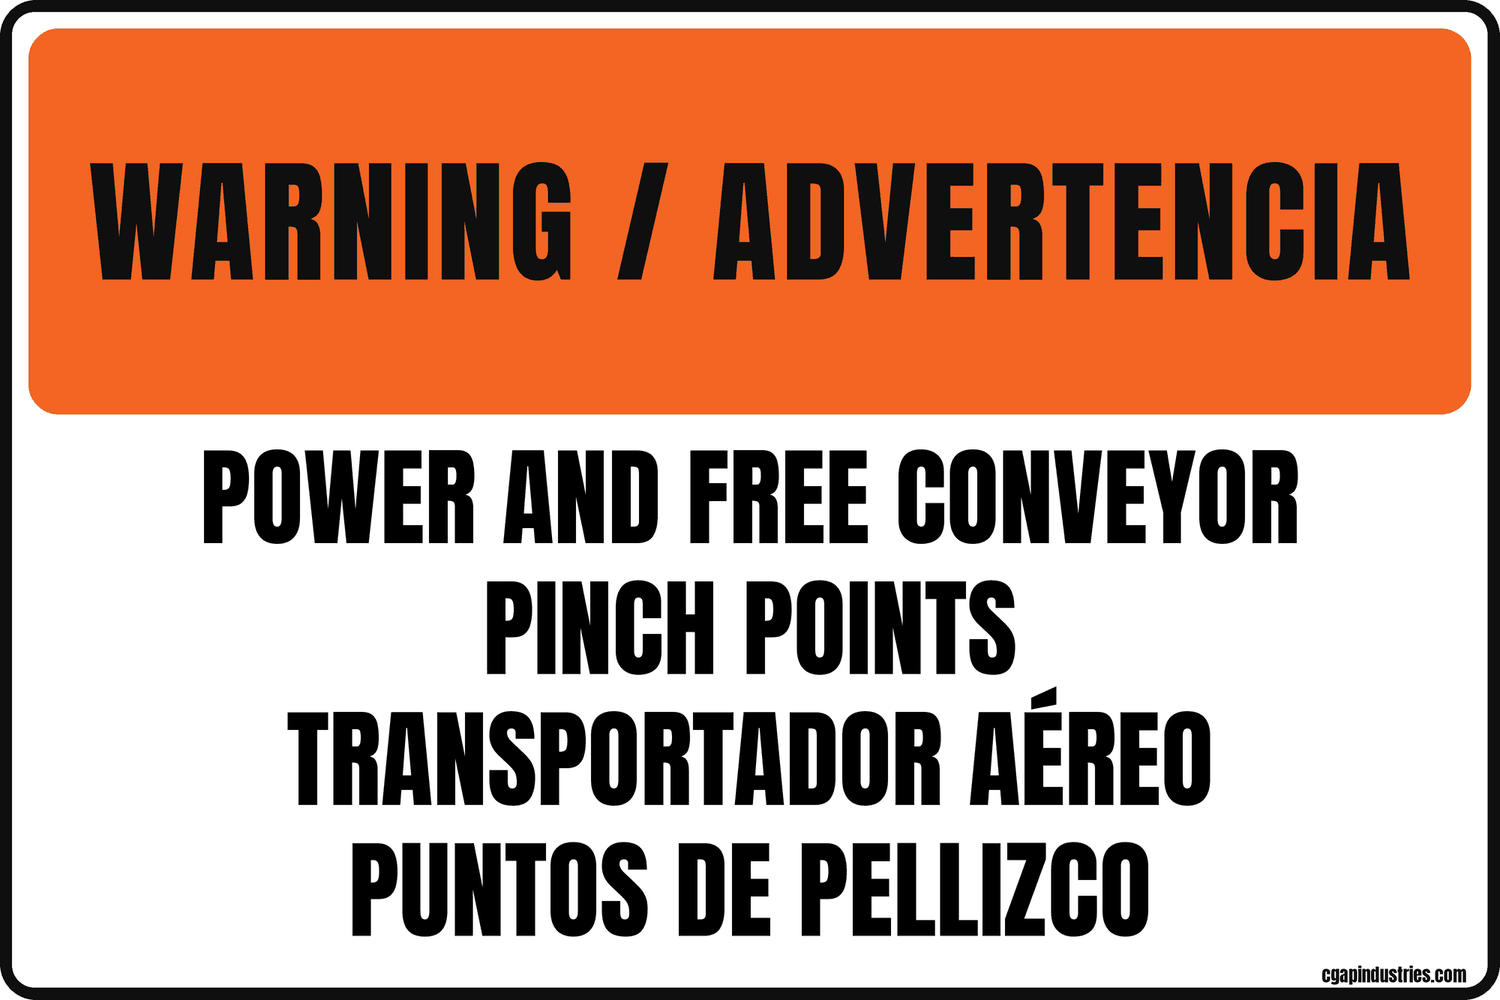 WARNING / ADVERTENCIA
POWER AND FREE CONVEYOR
PINCH POINTS
TRANSPORTADOR AÉREO
PUNTOS DE PELLIZCO
cgapindustries.com